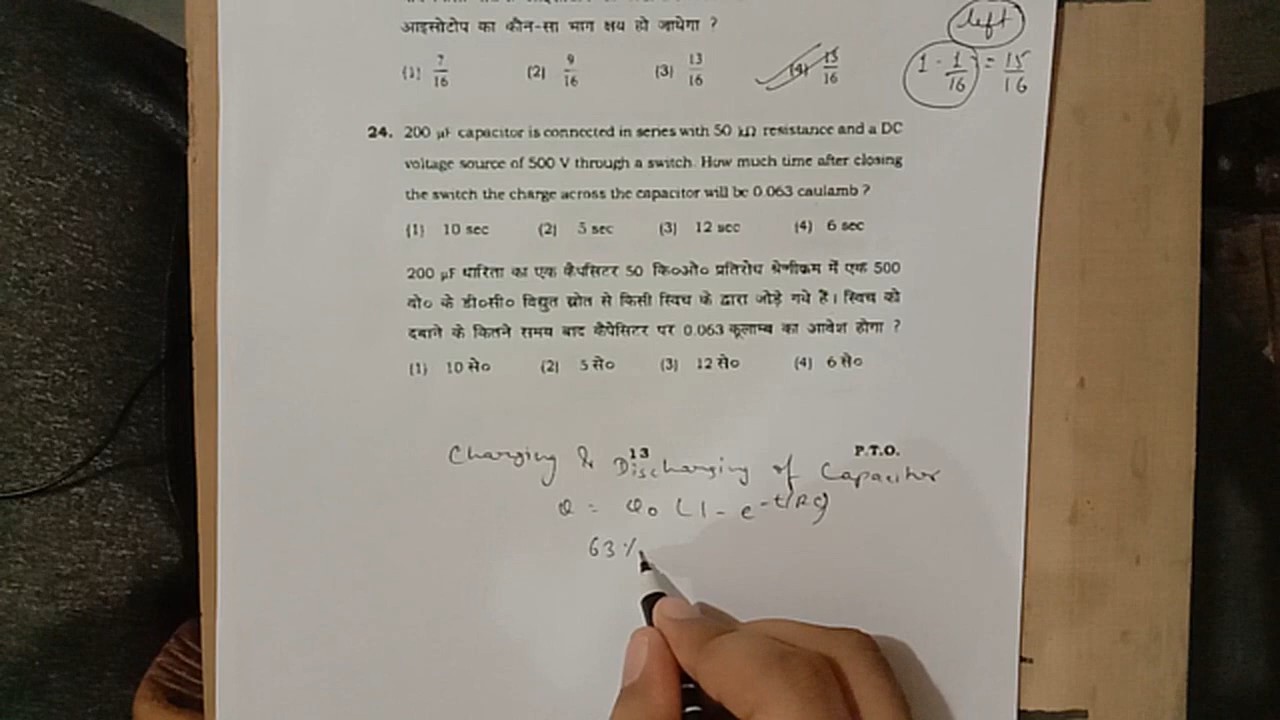 आइसोटोप का कौन-सा भाग क्षय हो जायेगा ?
(1) 7/16 (2) 9/16 (3) 13/16 (4) 15/16
left
1 - 1/16 = 15/16
24. 200 µF capacitor is connected in series with 50 kΩ resistance and a DC
voltage source of 500 V through a switch. How much time after closing
the switch the charge across the capacitor will be 0.063 caulamb ?
(1) 10 sec (2) 5 sec (3) 12 sec (4) 6 sec
200 µF धारिता का एक कैपसिटर 50 कि०ओ० प्रतिरोध श्रेणीक्रम में एक 500
वो० के डी०सी० विद्युत स्रोत से किसी स्विच के द्वारा जोड़े गये हैं। स्विच को
दबाने के कितने समय बाद कैपेसिटर पर 0.063 कूलाम्ब का आवेश होगा ?
(1) 10 से० (2) 5 से० (3) 12 से० (4) 6 से०
13 P.T.O.
Charging & Discharging of Capacitor
Q = Q0 (1 - e-t/RC)
63%